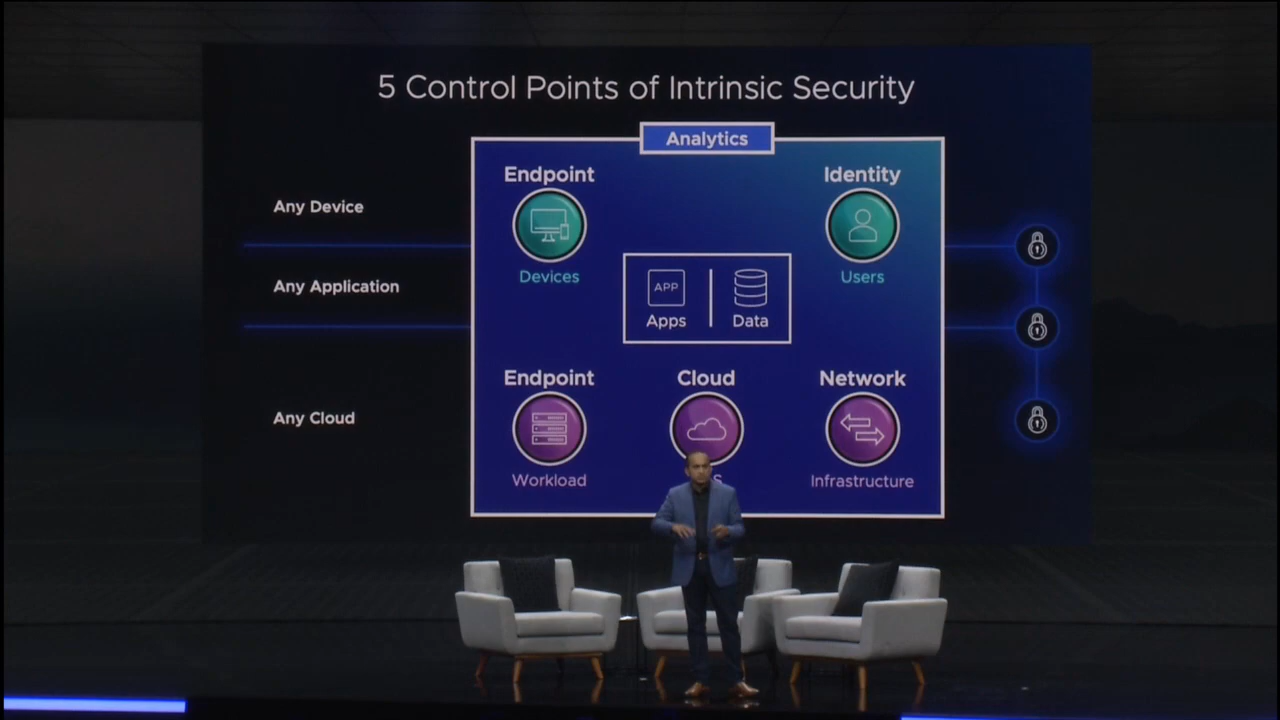 5 Control Points of Intrinsic Security
Analytics
Endpoint
Identity
Any Device
Devices
Users
Any Application
APP
Apps
Data
Endpoint
Cloud
Network
Any Cloud
Workload
Infrastructure